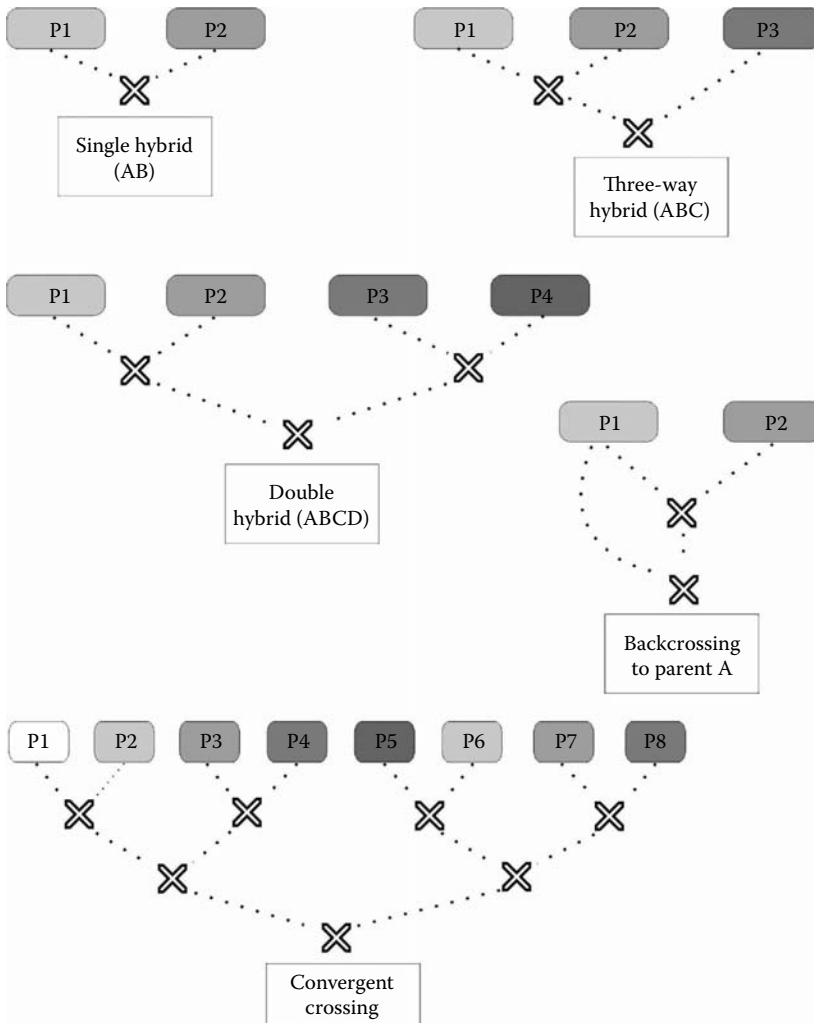 P1 P2
Single hybrid
(AB)
P1 P2 P3
Three-way
hybrid (ABC)
P1 P2 P3 P4
Double
hybrid (ABCD)
P1 P2
Backcrossing
to parent A
P1 P2 P3 P4 P5 P6 P7 P8
Convergent
crossing